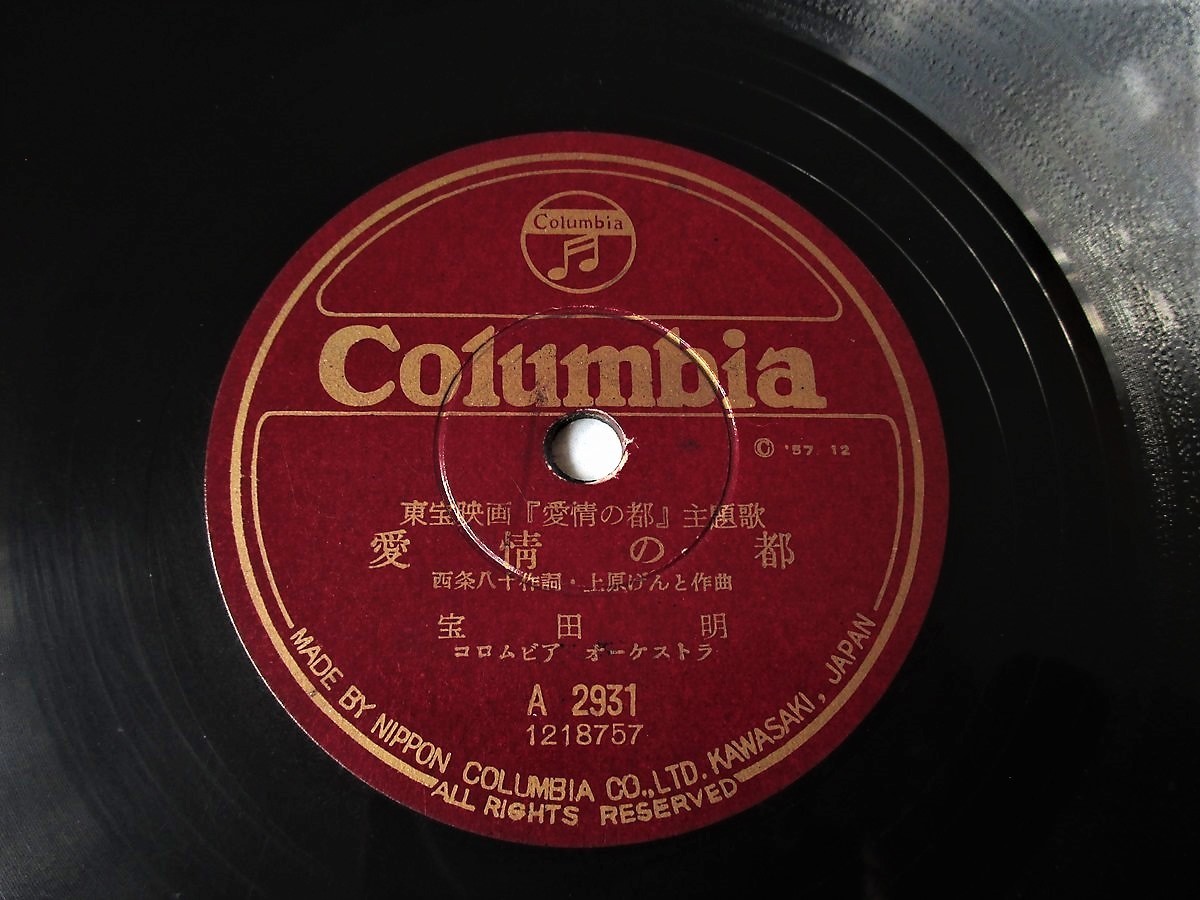 Columbia
Columbia
© '57. 12
東宝映画『愛情の都』主題歌
愛情の都
西条八十作詞・上原げんと作曲
宝田明
コロムビア オーケストラ
A 2931
1218757
MADE BY NIPPON COLUMBIA CO.,LTD. KAWASAKI, JAPAN
ALL RIGHTS RESERVED